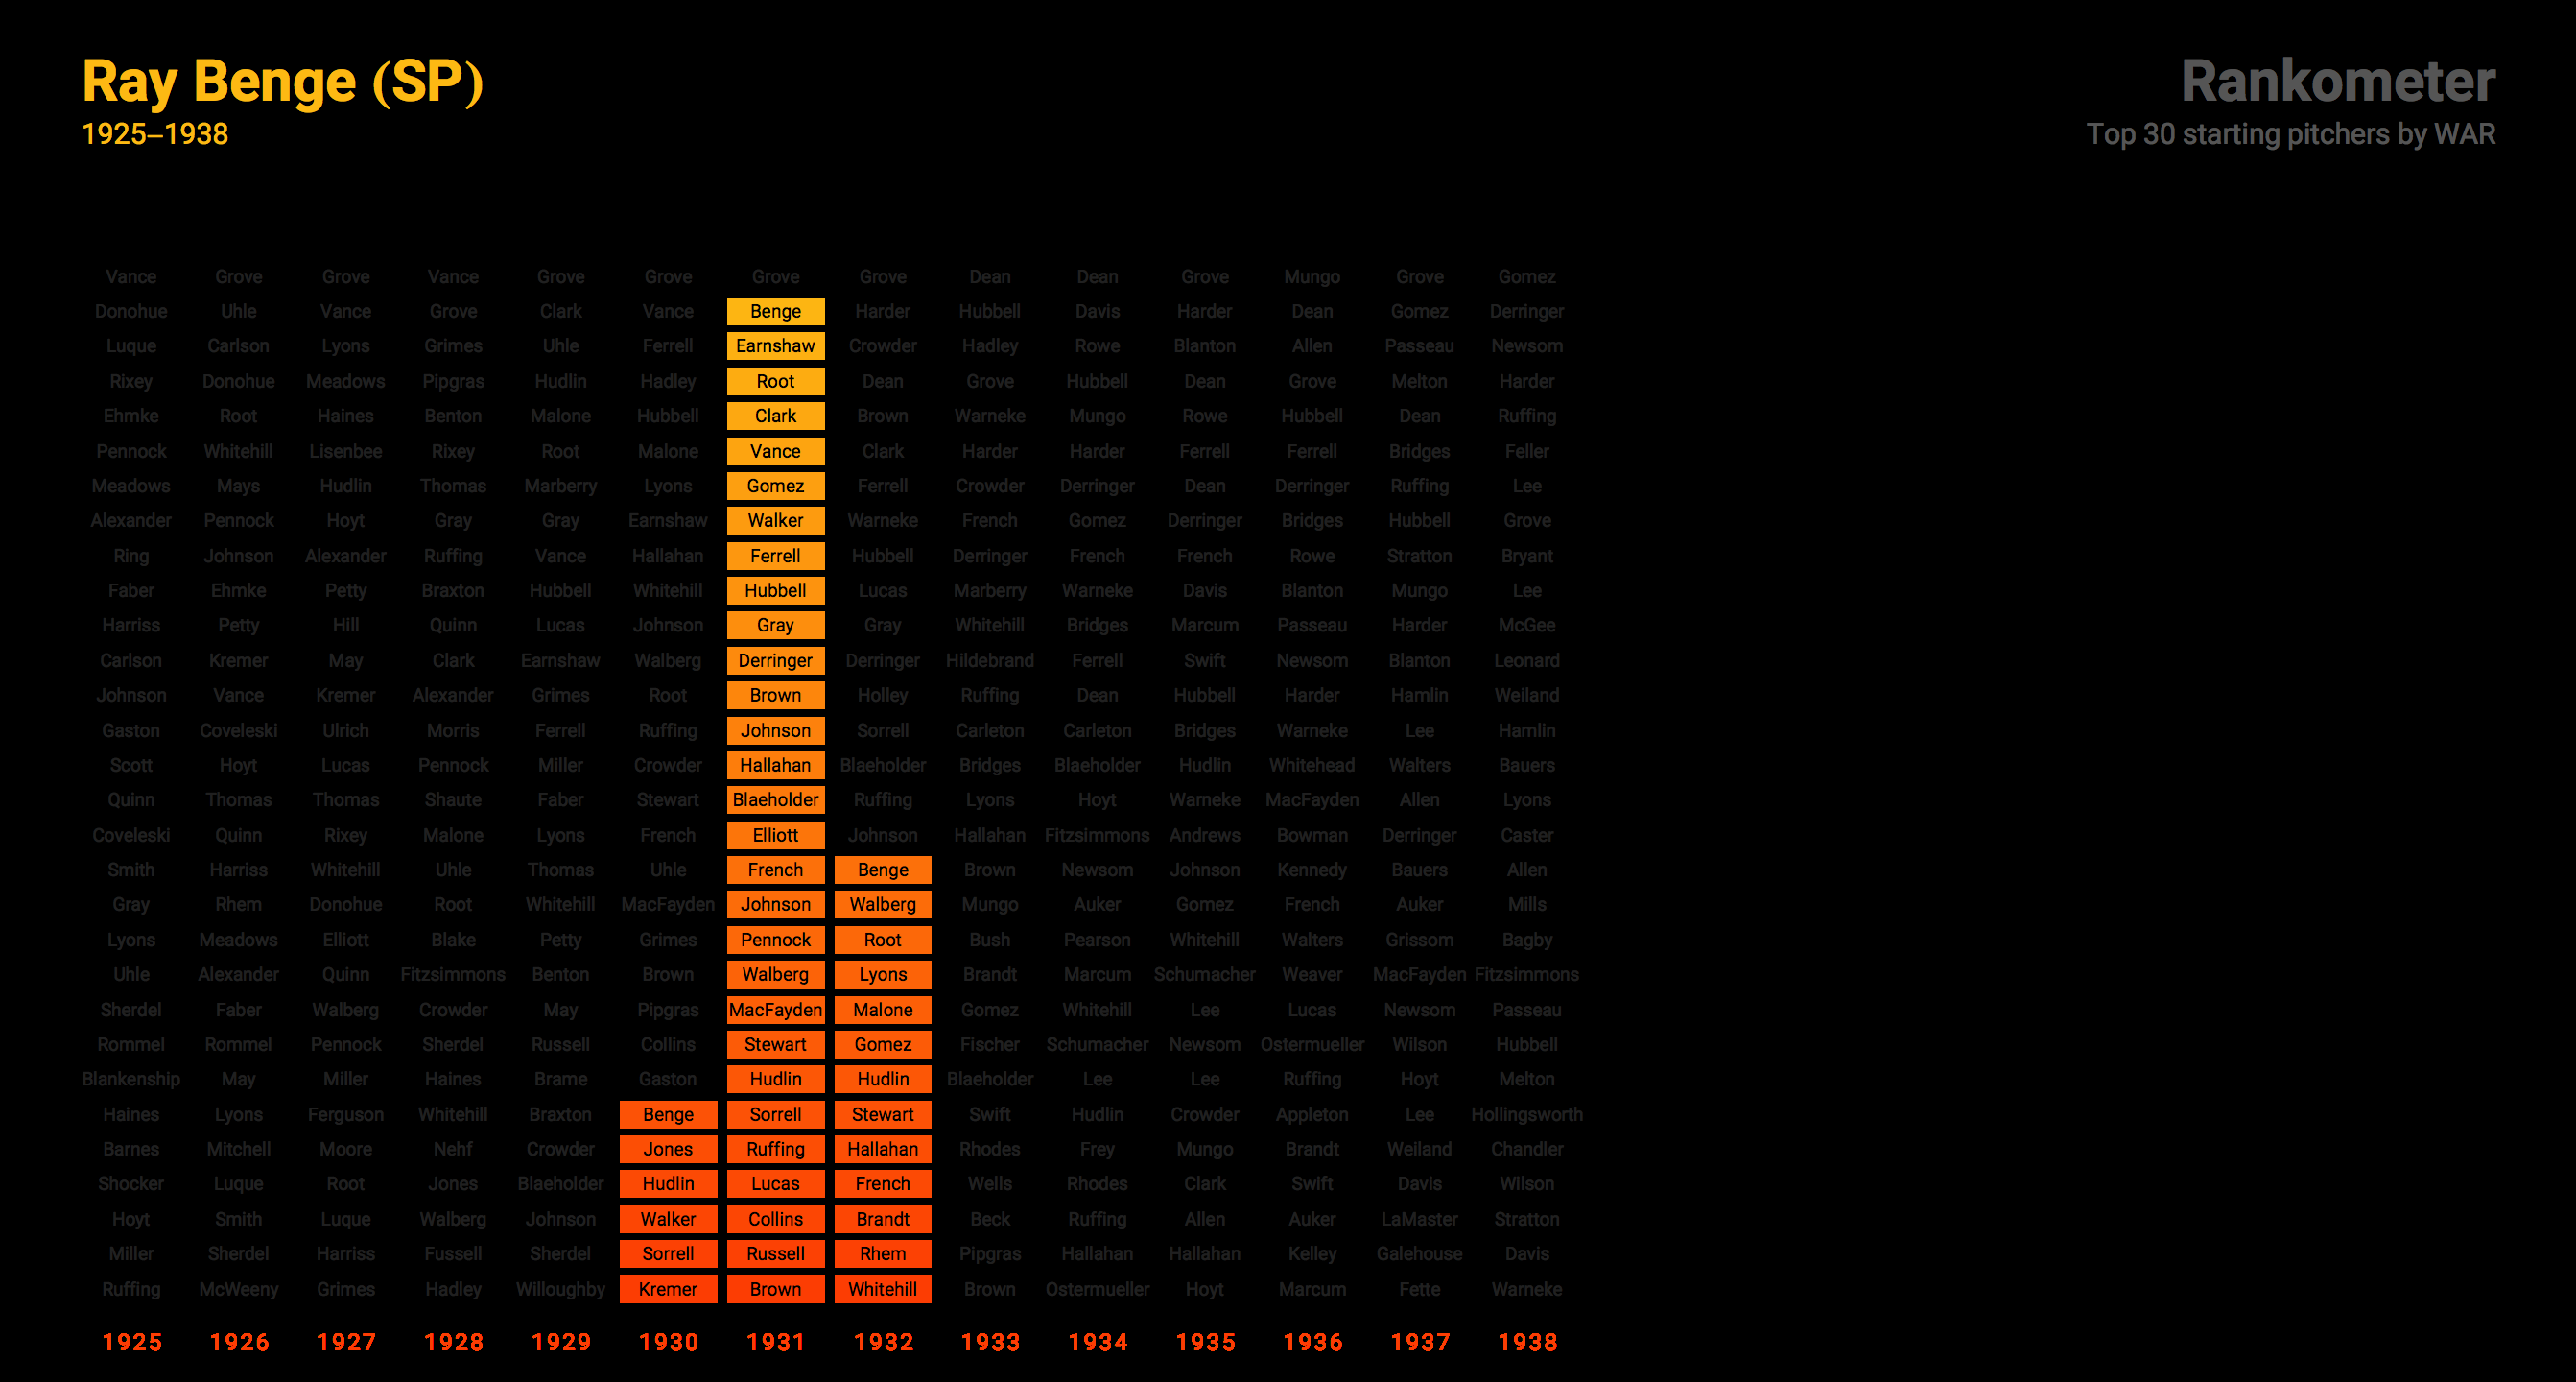 Ray Benge (SP)
1925–1938
Rankometer
Top 30 starting pitchers by WAR
Vance Grove Grove Vance Grove Grove Grove Grove Dean Dean Grove Mungo Grove Gomez
Donohue Uhle Vance Grove Clark Vance Benge Harder Hubbell Davis Harder Dean Gomez Derringer
Luque Carlson Lyons Grimes Uhle Ferrell Earnshaw Crowder Hadley Rowe Blanton Allen Passeau Newsom
Rixey Donohue Meadows Pipgras Hudlin Hadley Root Dean Grove Hubbell Dean Grove Melton Harder
Ehmke Root Haines Benton Malone Hubbell Clark Brown Warneke Mungo Rowe Hubbell Dean Ruffing
Pennock Whitehill Lisenbee Rixey Root Malone Vance Clark Harder Harder Ferrell Ferrell Bridges Feller
Meadows Mays Hudlin Thomas Marberry Lyons Gomez Ferrell Crowder Derringer Dean Derringer Ruffing Lee
Alexander Pennock Hoyt Gray Gray Earnshaw Walker Warneke French Gomez Derringer Bridges Hubbell Grove
Ring Johnson Alexander Ruffing Vance Hallahan Ferrell Hubbell Derringer French French Rowe Stratton Bryant
Faber Ehmke Petty Braxton Hubbell Whitehill Hubbell Lucas Marberry Warneke Davis Blanton Mungo Lee
Harriss Petty Hill Quinn Lucas Johnson Gray Gray Whitehill Bridges Marcum Passeau Harder McGee
Carlson Kremer May Clark Earnshaw Walberg Derringer Derringer Hildebrand Ferrell Swift Newsom Blanton Leonard
Johnson Vance Kremer Alexander Grimes Root Brown Holley Ruffing Dean Hubbell Harder Hamlin Weiland
Gaston Coveleski Ulrich Morris Ferrell Ruffing Johnson Sorrell Carleton Carleton Bridges Warneke Lee Hamlin
Scott Hoyt Lucas Pennock Miller Crowder Hallahan Blaeholder Bridges Blaeholder Hudlin Whitehead Walters Bauers
Quinn Thomas Thomas Shaute Faber Stewart Blaeholder Ruffing Lyons Hoyt Warneke MacFayden Allen Lyons
Coveleski Quinn Rixey Malone Lyons French Elliott Johnson Hallahan Fitzsimmons Andrews Bowman Derringer Caster
Smith Harriss Whitehill Uhle Thomas Uhle French Benge Brown Newsom Johnson Kennedy Bauers Allen
Gray Rhem Donohue Root Whitehill MacFayden Johnson Walberg Mungo Auker Gomez French Auker Mills
Lyons Meadows Elliott Blake Petty Grimes Pennock Root Bush Pearson Whitehill Walters Grissom Bagby
Uhle Alexander Quinn Fitzsimmons Benton Brown Walberg Lyons Brandt Marcum Schumacher Weaver MacFayden Fitzsimmons
Sherdel Faber Walberg Crowder May Pipgras MacFayden Malone Gomez Whitehill Lee Lucas Newsom Passeau
Rommel Rommel Pennock Sherdel Russell Collins Stewart Gomez Fischer Schumacher Newsom Ostermueller Wilson Hubbell
Blankenship May Miller Haines Brame Gaston Hudlin Hudlin Blaeholder Lee Lee Ruffing Hoyt Melton
Haines Lyons Ferguson Whitehill Braxton Benge Sorrell Stewart Swift Hudlin Crowder Appleton Lee Hollingsworth
Barnes Mitchell Moore Nehf Crowder Jones Ruffing Hallahan Rhodes Frey Mungo Brandt Weiland Chandler
Shocker Luque Root Jones Blaeholder Hudlin Lucas French Wells Rhodes Clark Swift Davis Wilson
Hoyt Smith Luque Walberg Johnson Walker Collins Brandt Beck Ruffing Allen Auker LaMaster Stratton
Miller Sherdel Harriss Fussell Sherdel Sorrell Russell Rhem Pipgras Hallahan Hallahan Kelley Galehouse Davis
Ruffing McWeeny Grimes Hadley Willoughby Kremer Brown Whitehill Brown Ostermueller Hoyt Marcum Fette Warneke
1925 1926 1927 1928 1929 1930 1931 1932 1933 1934 1935 1936 1937 1938